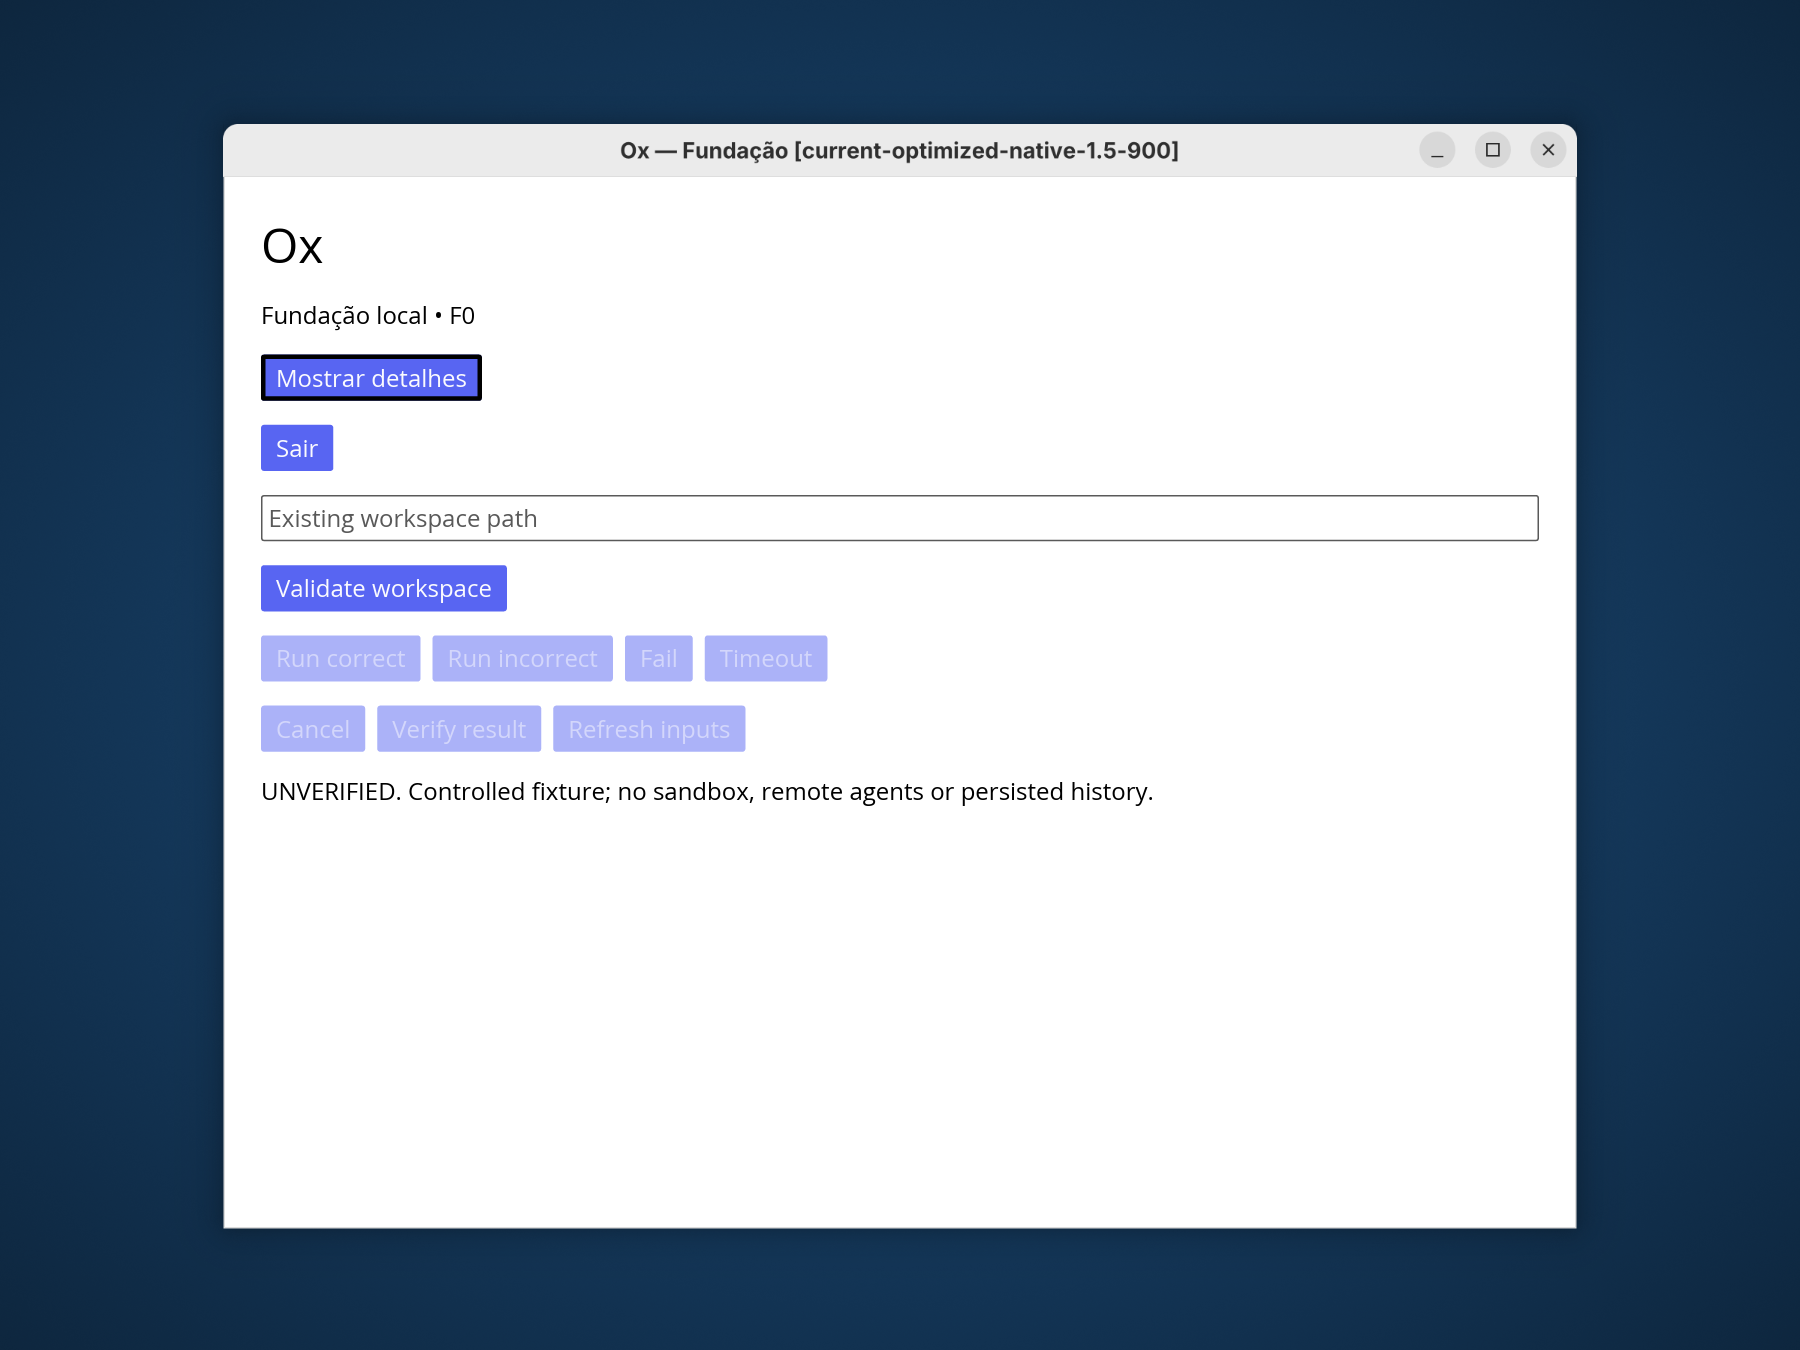 Ox — Fundação [current-optimized-native-1.5-900]
Ox
Fundação local • F0
Mostrar detalhes
Sair
Existing workspace path
Validate workspace
Run correct Run incorrect Fail Timeout
Cancel Verify result Refresh inputs
UNVERIFIED. Controlled fixture; no sandbox, remote agents or persisted history.